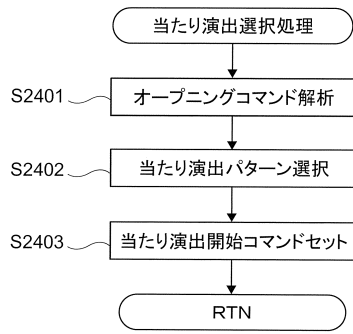 当たり演出選択処理
S2401
オープニングコマンド解析
S2402
当たり演出パターン選択
S2403
当たり演出開始コマンドセット
RTN